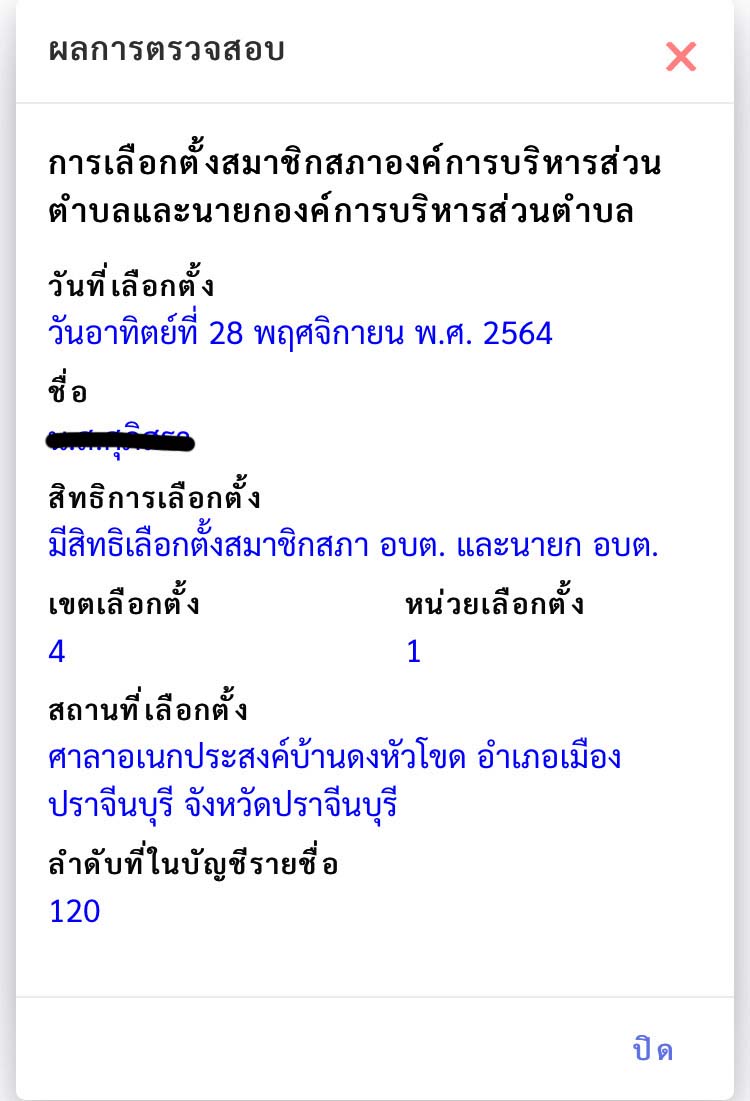 ผลการตรวจสอบ
การเลือกตั้งสมาชิกสภาองค์การบริหารส่วน
ตำบลและนายกองค์การบริหารส่วนตำบล
วันที่เลือกตั้ง
วันอาทิตย์ที่ 28 พฤศจิกายน พ.ศ. 2564
ชื่อ
สิทธิการเลือกตั้ง
มีสิทธิเลือกตั้งสมาชิกสภา อบต. และนายก อบต.
เขตเลือกตั้ง หน่วยเลือกตั้ง
4 1
สถานที่เลือกตั้ง
ศาลาอเนกประสงค์บ้านดงหัวโขด อำเภอเมือง
ปราจีนบุรี จังหวัดปราจีนบุรี
ลำดับที่ในบัญชีรายชื่อ
120
ปิด